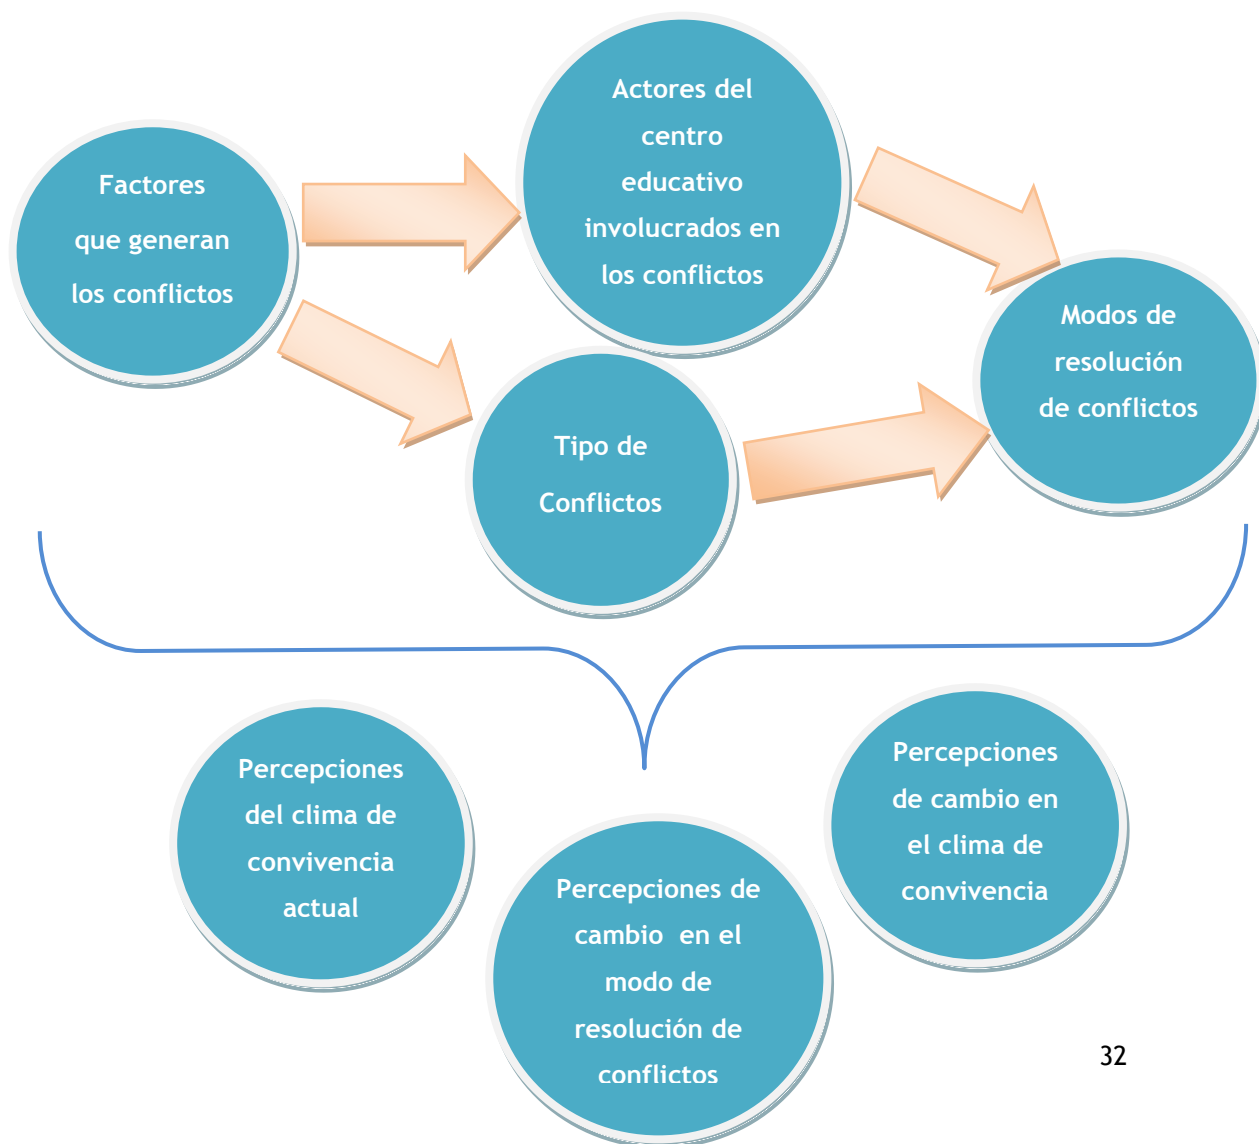 Factores
que generan
los conflictos
Actores del
centro
educativo
involucrados en
los conflictos
Tipo de
Conflictos
Modos de
resolución
de conflictos
Percepciones
del clima de
convivencia
actual
Percepciones de
cambio en el
modo de
resolución de
conflictos
Percepciones
de cambio en
el clima de
convivencia
32